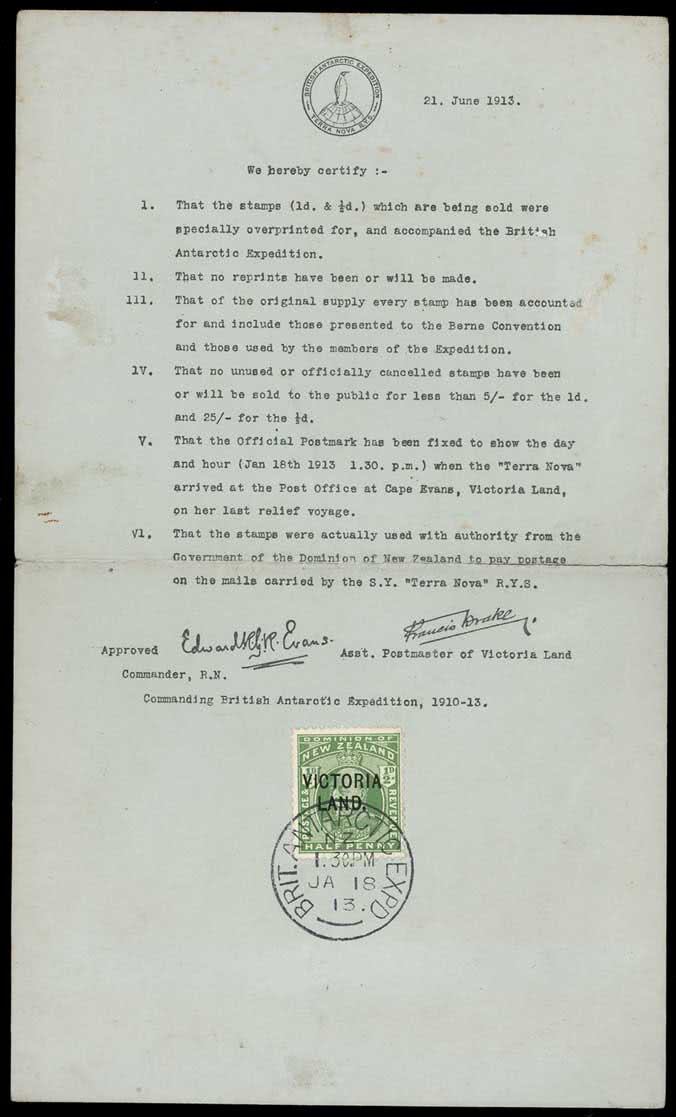 BRITISH ANTARCTIC EXPEDITION
TERRA NOVA R.Y.S.
21. June 1913.
We hereby certify :-
1. That the stamps (1d. & ½d.) which are being sold were
specially overprinted for, and accompanied the British
Antarctic Expedition.
11. That no reprints have been or will be made.
111. That of the original supply every stamp has been accounted
for and include those presented to the Berne Convention
and those used by the members of the Expedition.
1V. That no unused or officially cancelled stamps have been
or will be sold to the public for less than 5/- for the 1d.
and 25/- for the ½d.
V. That the Official Postmark has been fixed to show the day
and hour (Jan 18th 1913 1.30. p.m.) when the "Terra Nova"
arrived at the Post Office at Cape Evans, Victoria Land,
on her last relief voyage.
V1. That the stamps were actually used with authority from the
Government of the Dominion of New Zealand to pay postage
on the mails carried by the S.Y. "Terra Nova" R.Y.S.
Approved Edward R.G.R. Evans. Francis Drake.
Asst. Postmaster of Victoria Land
Commander, R.N.
Commanding British Antarctic Expedition, 1910-13.
DOMINION OF
NEW ZEALAND
½D ½D
VICTORIA
LAND.
POSTAGE & REVENUE
HALFPENNY
BRIT. ANTARCTIC EXPD
N.Z.
1.30PM
JA 18
13.